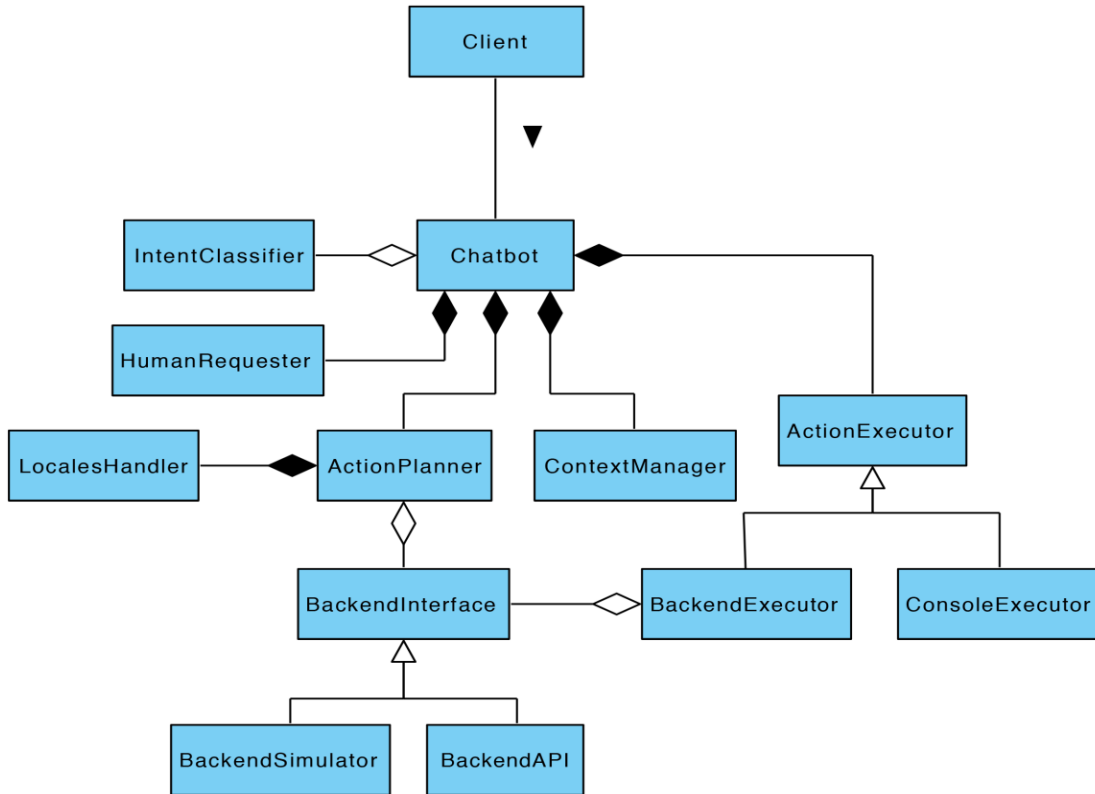 Client
IntentClassifier
Chatbot
HumanRequester
ActionExecutor
LocalesHandler
ActionPlanner
ContextManager
BackendInterface
BackendExecutor
ConsoleExecutor
BackendSimulator
BackendAPI